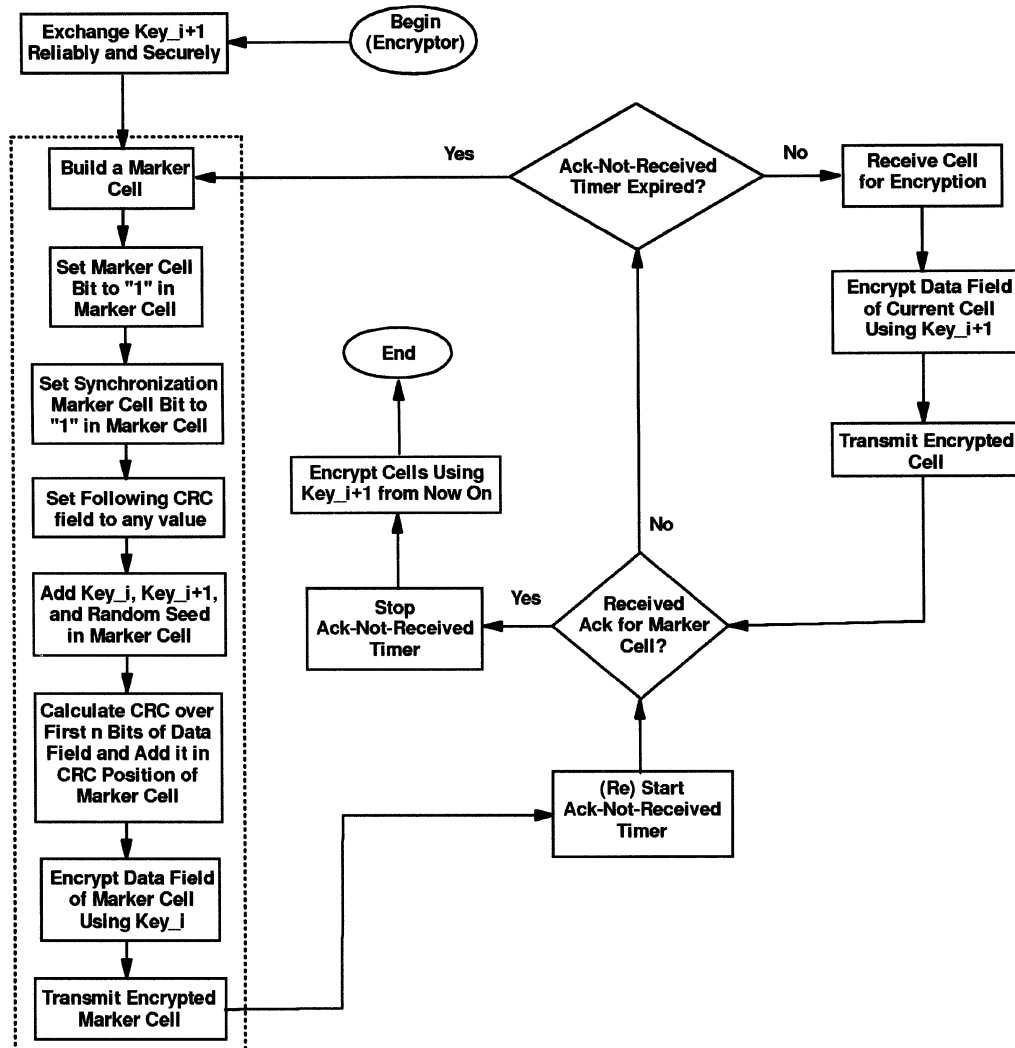 Begin
(Encryptor)
Exchange Key_i+1
Reliably and Securely
Build a Marker
Cell
Set Marker Cell
Bit to "1" in
Marker Cell
Set Synchronization
Marker Cell Bit to
"1" in Marker Cell
Set Following CRC
field to any value
Add Key_i, Key_i+1,
and Random Seed
in Marker Cell
Calculate CRC over
First n Bits of Data
Field and Add it in
CRC Position of
Marker Cell
Encrypt Data Field
of Marker Cell
Using Key_i
Transmit Encrypted
Marker Cell
(Re) Start
Ack-Not-Received
Timer
Received
Ack for Marker
Cell?
Yes
Stop
Ack-Not-Received
Timer
Encrypt Cells Using
Key_i+1 from Now On
End
No
Ack-Not-Received
Timer Expired?
Yes
No
Receive Cell
for Encryption
Encrypt Data Field
of Current Cell
Using Key_i+1
Transmit Encrypted
Cell